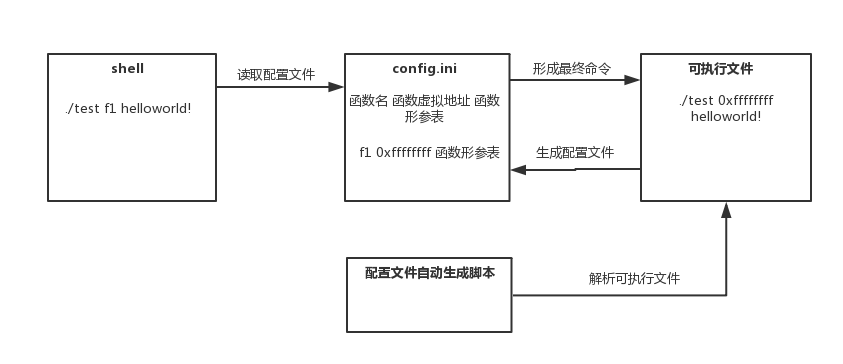 shell
./test f1 helloworld!
读取配置文件
config.ini
函数名 函数虚拟地址 函数
形参表
f1 0xffffffff 函数形参表
形成最终命令
可执行文件
./test 0xffffffff
helloworld!
生成配置文件
配置文件自动生成脚本
解析可执行文件